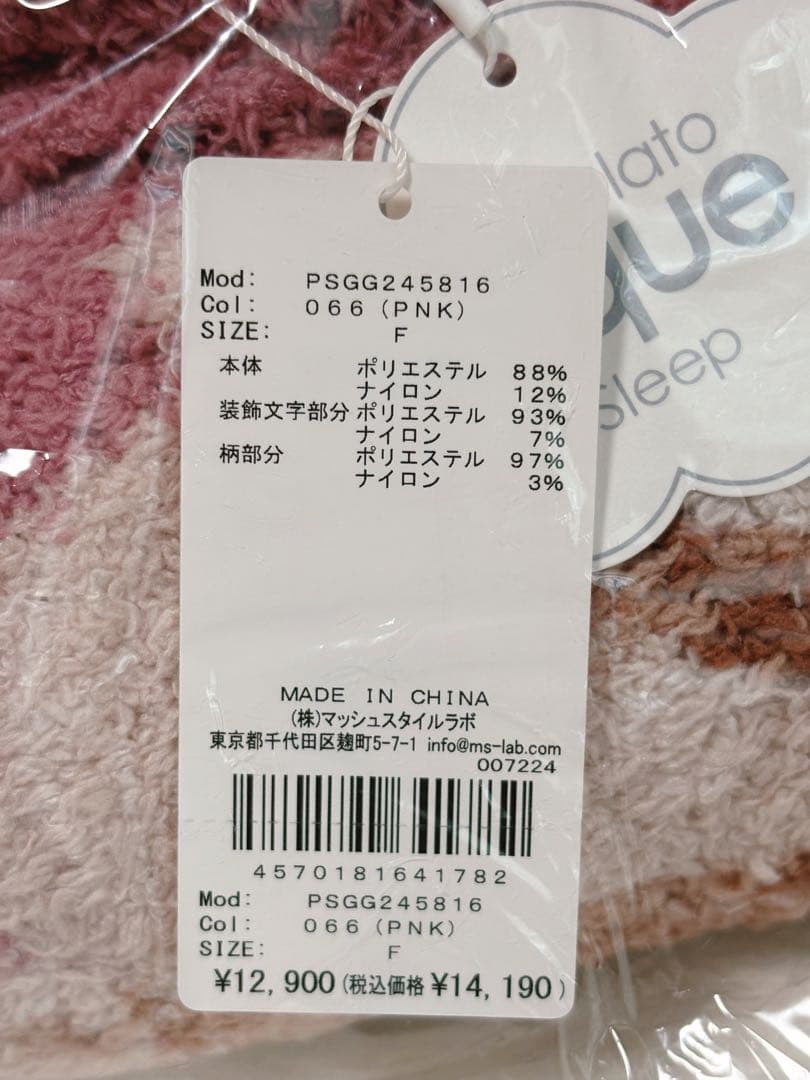 lato
que
Sleep
Mod: PSGG245816
Col: 066(PNK)
SIZE: F
本体 ポリエステル 88%
ナイロン 12%
装飾文字部分 ポリエステル 93%
ナイロン 7%
柄部分 ポリエステル 97%
ナイロン 3%
MADE IN CHINA
(株)マッシュスタイルラボ
東京都千代田区麹町5-7-1 info@ms-lab.com
007224
4570181641782
Mod: PSGG245816
Col: 066(PNK)
SIZE: F
¥12,900(税込価格¥14,190)